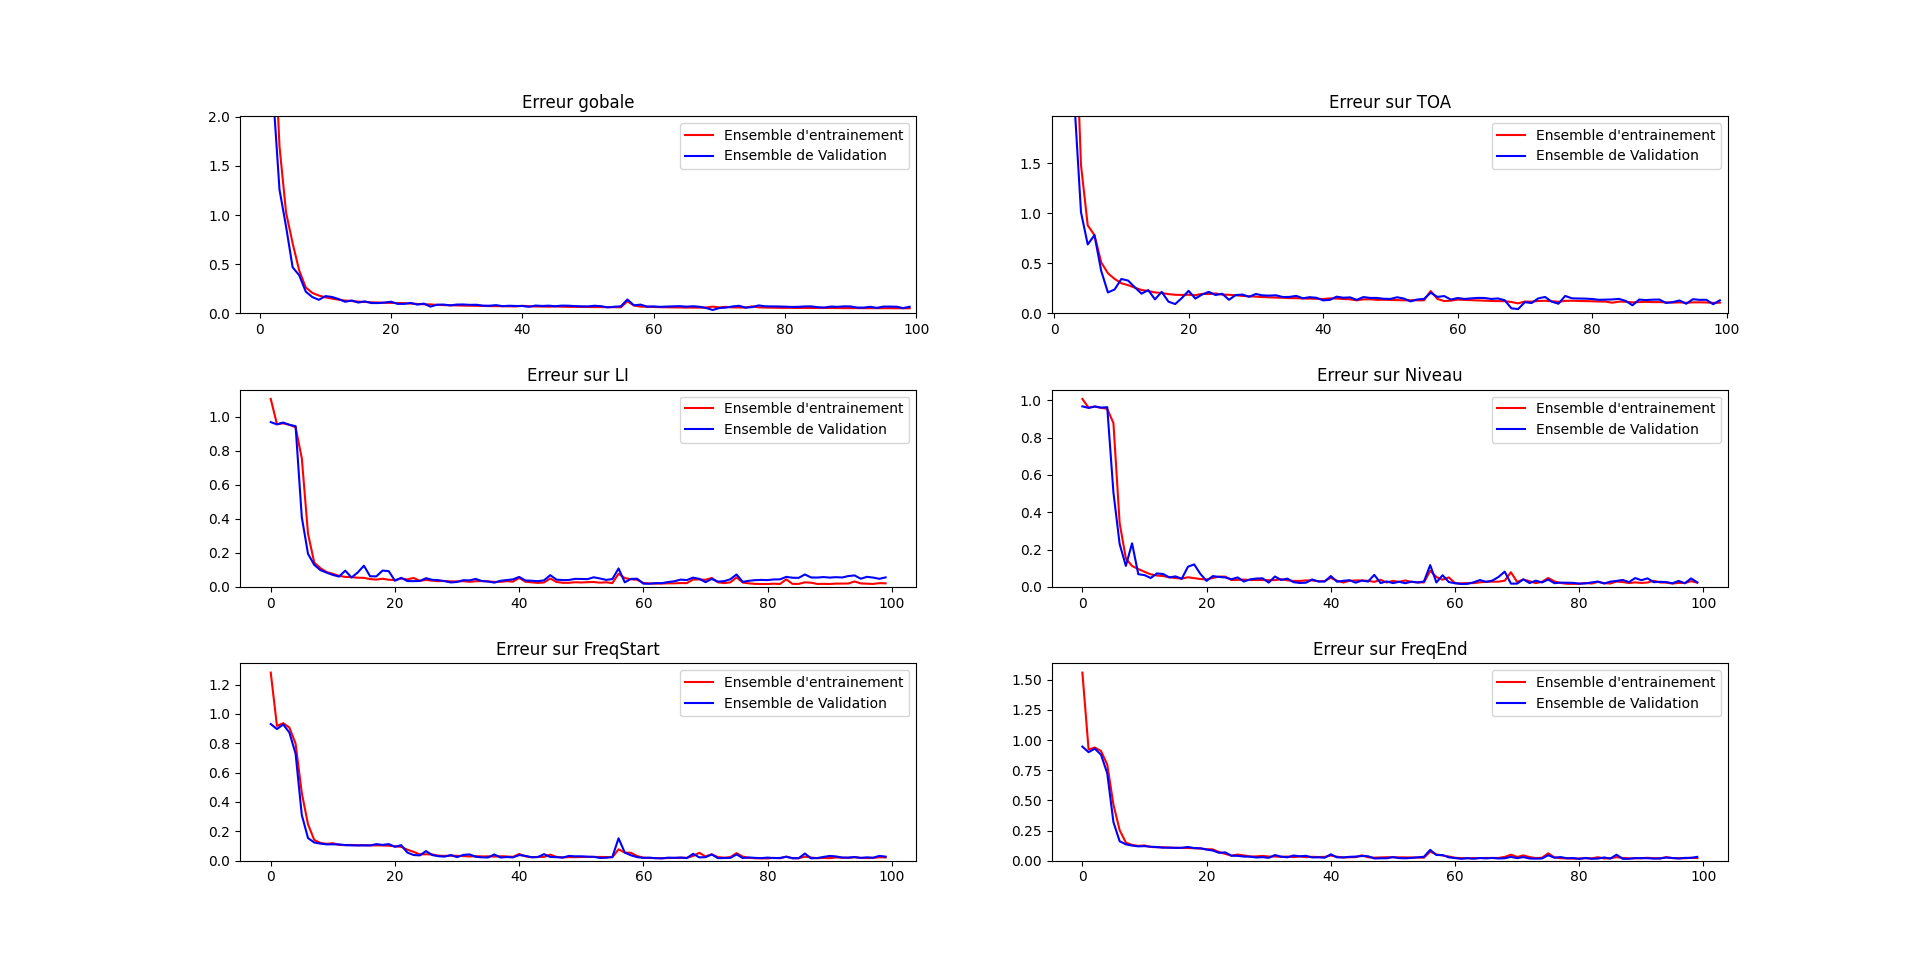 Erreur gobale
2.0
1.5
1.0
0.5
0.0
0 20 40 60 80 100
Ensemble d'entrainement
Ensemble de Validation
Erreur sur TOA
1.5
1.0
0.5
0.0
0 20 40 60 80 100
Ensemble d'entrainement
Ensemble de Validation
Erreur sur LI
1.0
0.8
0.6
0.4
0.2
0.0
0 20 40 60 80 100
Ensemble d'entrainement
Ensemble de Validation
Erreur sur Niveau
1.0
0.8
0.6
0.4
0.2
0.0
0 20 40 60 80 100
Ensemble d'entrainement
Ensemble de Validation
Erreur sur FreqStart
1.2
1.0
0.8
0.6
0.4
0.2
0.0
0 20 40 60 80 100
Ensemble d'entrainement
Ensemble de Validation
Erreur sur FreqEnd
1.50
1.25
1.00
0.75
0.50
0.25
0.00
0 20 40 60 80 100
Ensemble d'entrainement
Ensemble de Validation